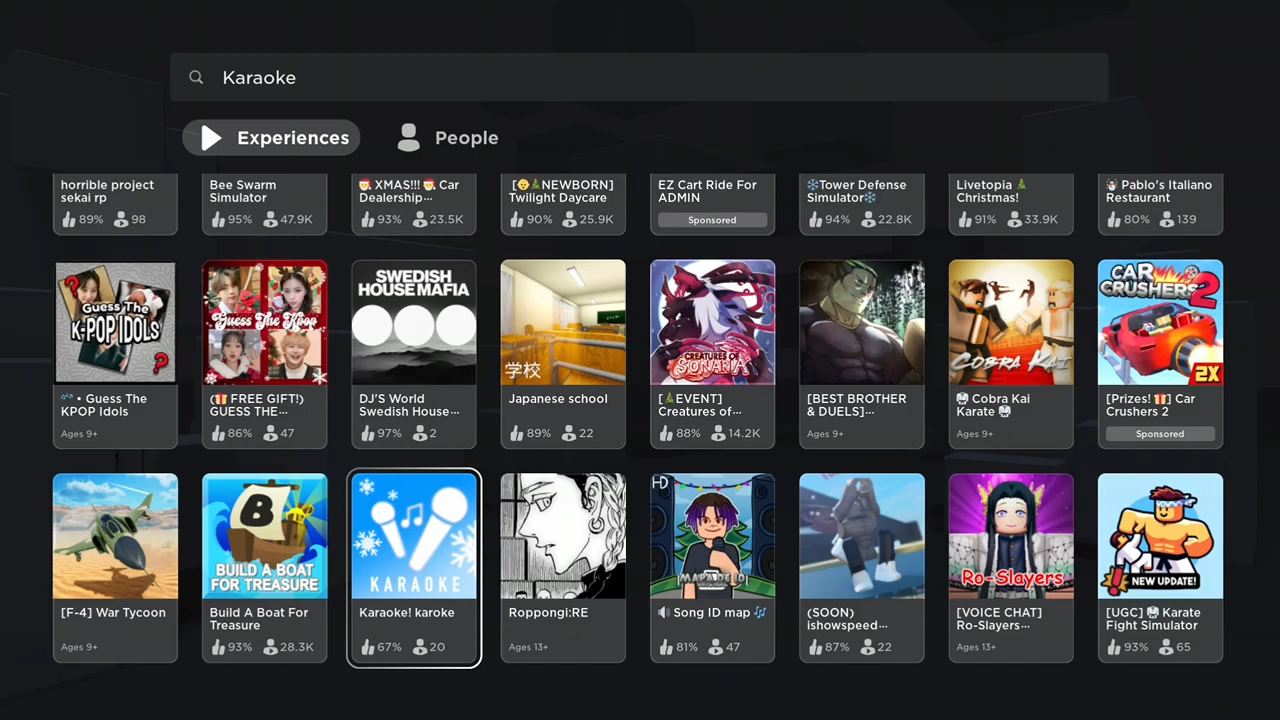 Karaoke
Experiences
People
horrible project
sekai rp
89% 98
Bee Swarm
Simulator
95% 47.9K
🎅 XMAS!!! 🎅 Car
Dealership...
93% 23.5K
[👶🎄NEWBORN]
Twilight Daycare
90% 25.9K
EZ Cart Ride For
ADMIN
Sponsored
❄Tower Defense
Simulator❄
94% 22.8K
Livetopia 🎄
Christmas!
91% 33.9K
Pablo's Italiano
Restaurant
80% 139
Guess The
K-POP IDOLS
• Guess The
KPOP Idols
Ages 9+
Guess The Kpop
(🎁 FREE GIFT!)
GUESS THE...
86% 47
SWEDISH
HOUSE MAFIA
DJ'S World
Swedish House...
97% 2
学校
Japanese school
89% 22
CREATURES OF
SONARIA
[🎄EVENT]
Creatures of...
88% 14.2K
[BEST BROTHER
& DUELS]...
Ages 9+
COBRA KAI
🥋 Cobra Kai
Karate 🥋
Ages 9+
CAR
CRUSHERS 2
2X
[Prizes! 🎁] Car
Crushers 2
Sponsored
[F-4] War Tycoon
Ages 9+
B
BUILD A BOAT
FOR TREASURE
Build A Boat For
Treasure
93% 28.3K
KARAOKE
Karaoke! karoke
67% 20
Roppongi:RE
Ages 13+
HD
MAPA DE ID
🔊 Song ID map 🎶
81% 47
(SOON)
ishowspeed...
87% 22
Ro-Slayers
[VOICE CHAT]
Ro-Slayers...
Ages 13+
NEW UPDATE!
[UGC] 🥋 Karate
Fight Simulator
93% 65